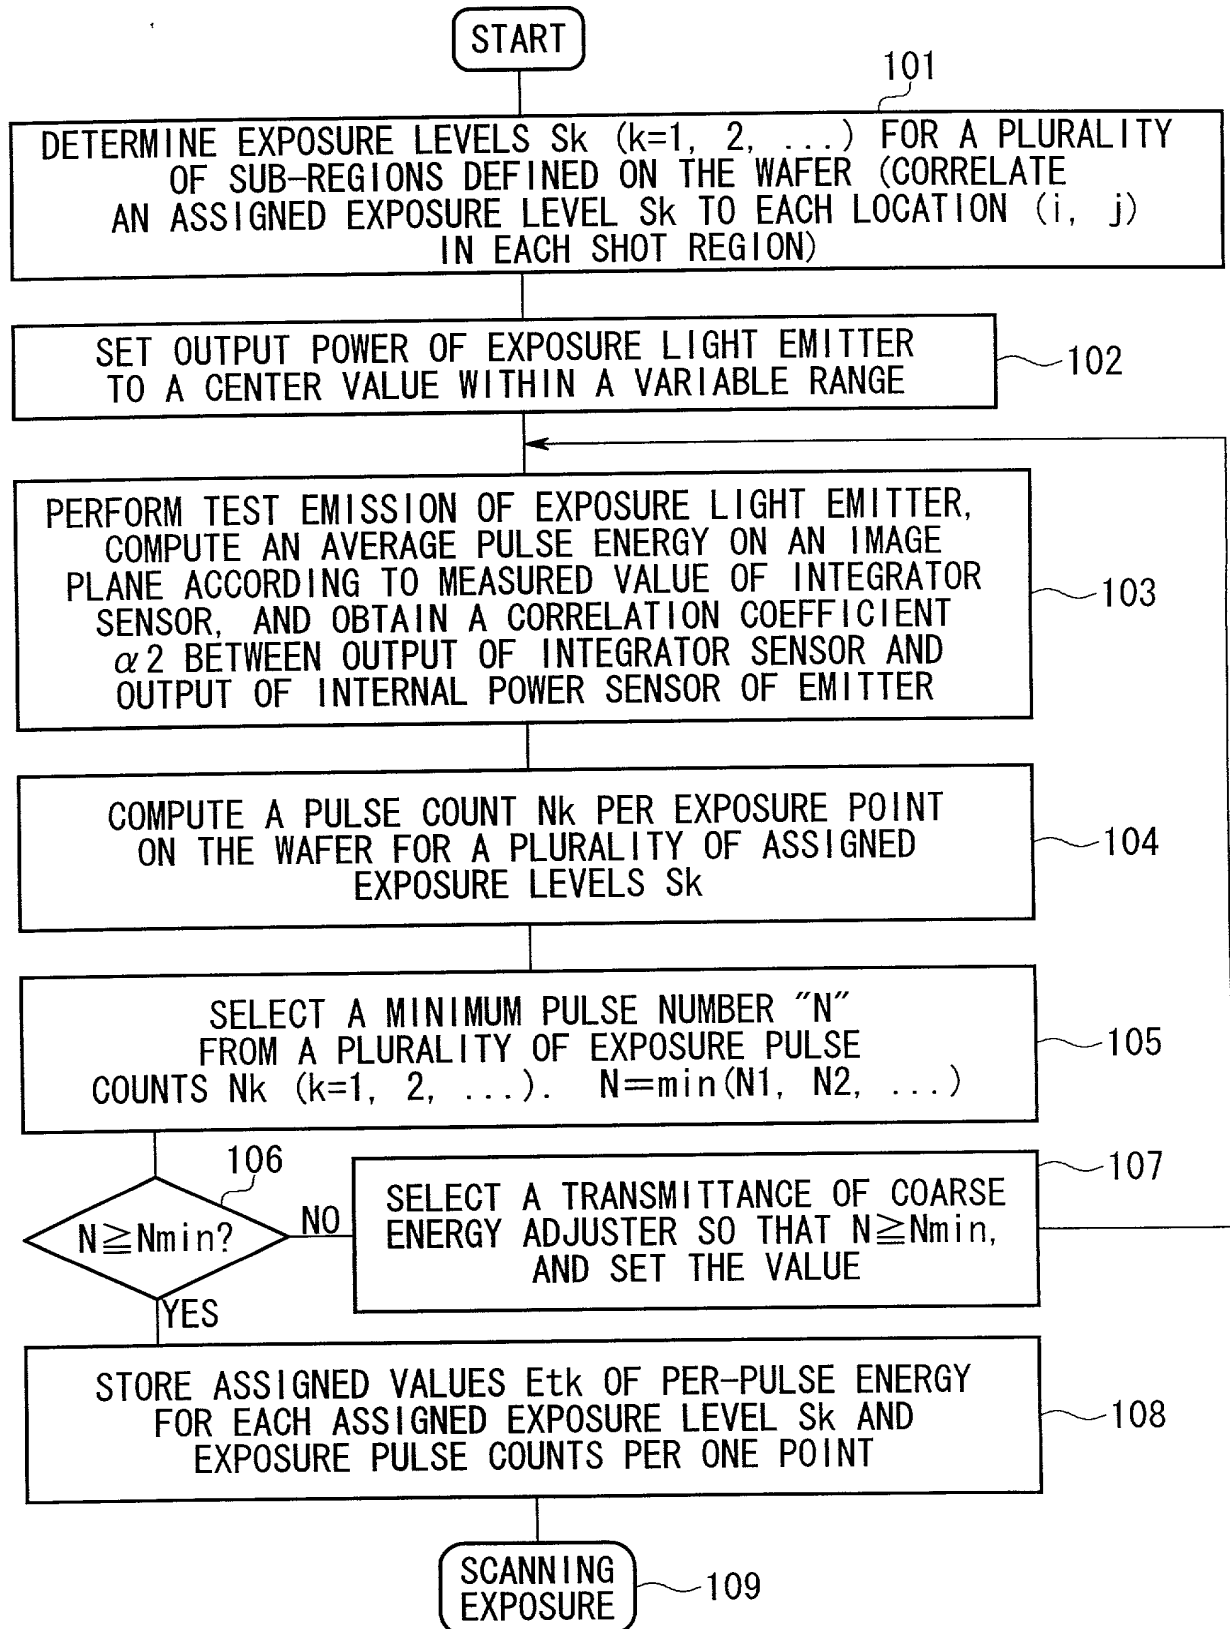 START
101
DETERMINE EXPOSURE LEVELS Sk (k=1, 2, ...) FOR A PLURALITY
OF SUB-REGIONS DEFINED ON THE WAFER (CORRELATE
AN ASSIGNED EXPOSURE LEVEL Sk TO EACH LOCATION (i, j)
IN EACH SHOT REGION)
SET OUTPUT POWER OF EXPOSURE LIGHT EMITTER
TO A CENTER VALUE WITHIN A VARIABLE RANGE
102
PERFORM TEST EMISSION OF EXPOSURE LIGHT EMITTER,
COMPUTE AN AVERAGE PULSE ENERGY ON AN IMAGE
PLANE ACCORDING TO MEASURED VALUE OF INTEGRATOR
SENSOR, AND OBTAIN A CORRELATION COEFFICIENT
α2 BETWEEN OUTPUT OF INTEGRATOR SENSOR AND
OUTPUT OF INTERNAL POWER SENSOR OF EMITTER
103
COMPUTE A PULSE COUNT Nk PER EXPOSURE POINT
ON THE WAFER FOR A PLURALITY OF ASSIGNED
EXPOSURE LEVELS Sk
104
SELECT A MINIMUM PULSE NUMBER "N"
FROM A PLURALITY OF EXPOSURE PULSE
COUNTS Nk (k=1, 2, ...). N=min(N1, N2, ...)
105
106
N≧Nmin?
NO
SELECT A TRANSMITTANCE OF COARSE
ENERGY ADJUSTER SO THAT N≧Nmin,
AND SET THE VALUE
107
YES
STORE ASSIGNED VALUES Etk OF PER-PULSE ENERGY
FOR EACH ASSIGNED EXPOSURE LEVEL Sk AND
EXPOSURE PULSE COUNTS PER ONE POINT
108
SCANNING
EXPOSURE
109